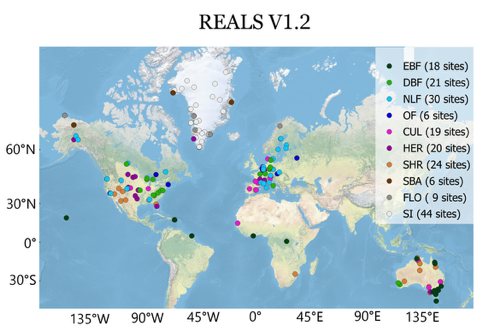 REALS V1.2
EBF (18 sites)
DBF (21 sites)
NLF (30 sites)
OF (6 sites)
CUL (19 sites)
HER (20 sites)
SHR (24 sites)
SBA (6 sites)
FLO ( 9 sites)
SI (44 sites)
60°N
30°N
0°
30°S
135°W
90°W
45°W
0°
45°E
90°E
135°E